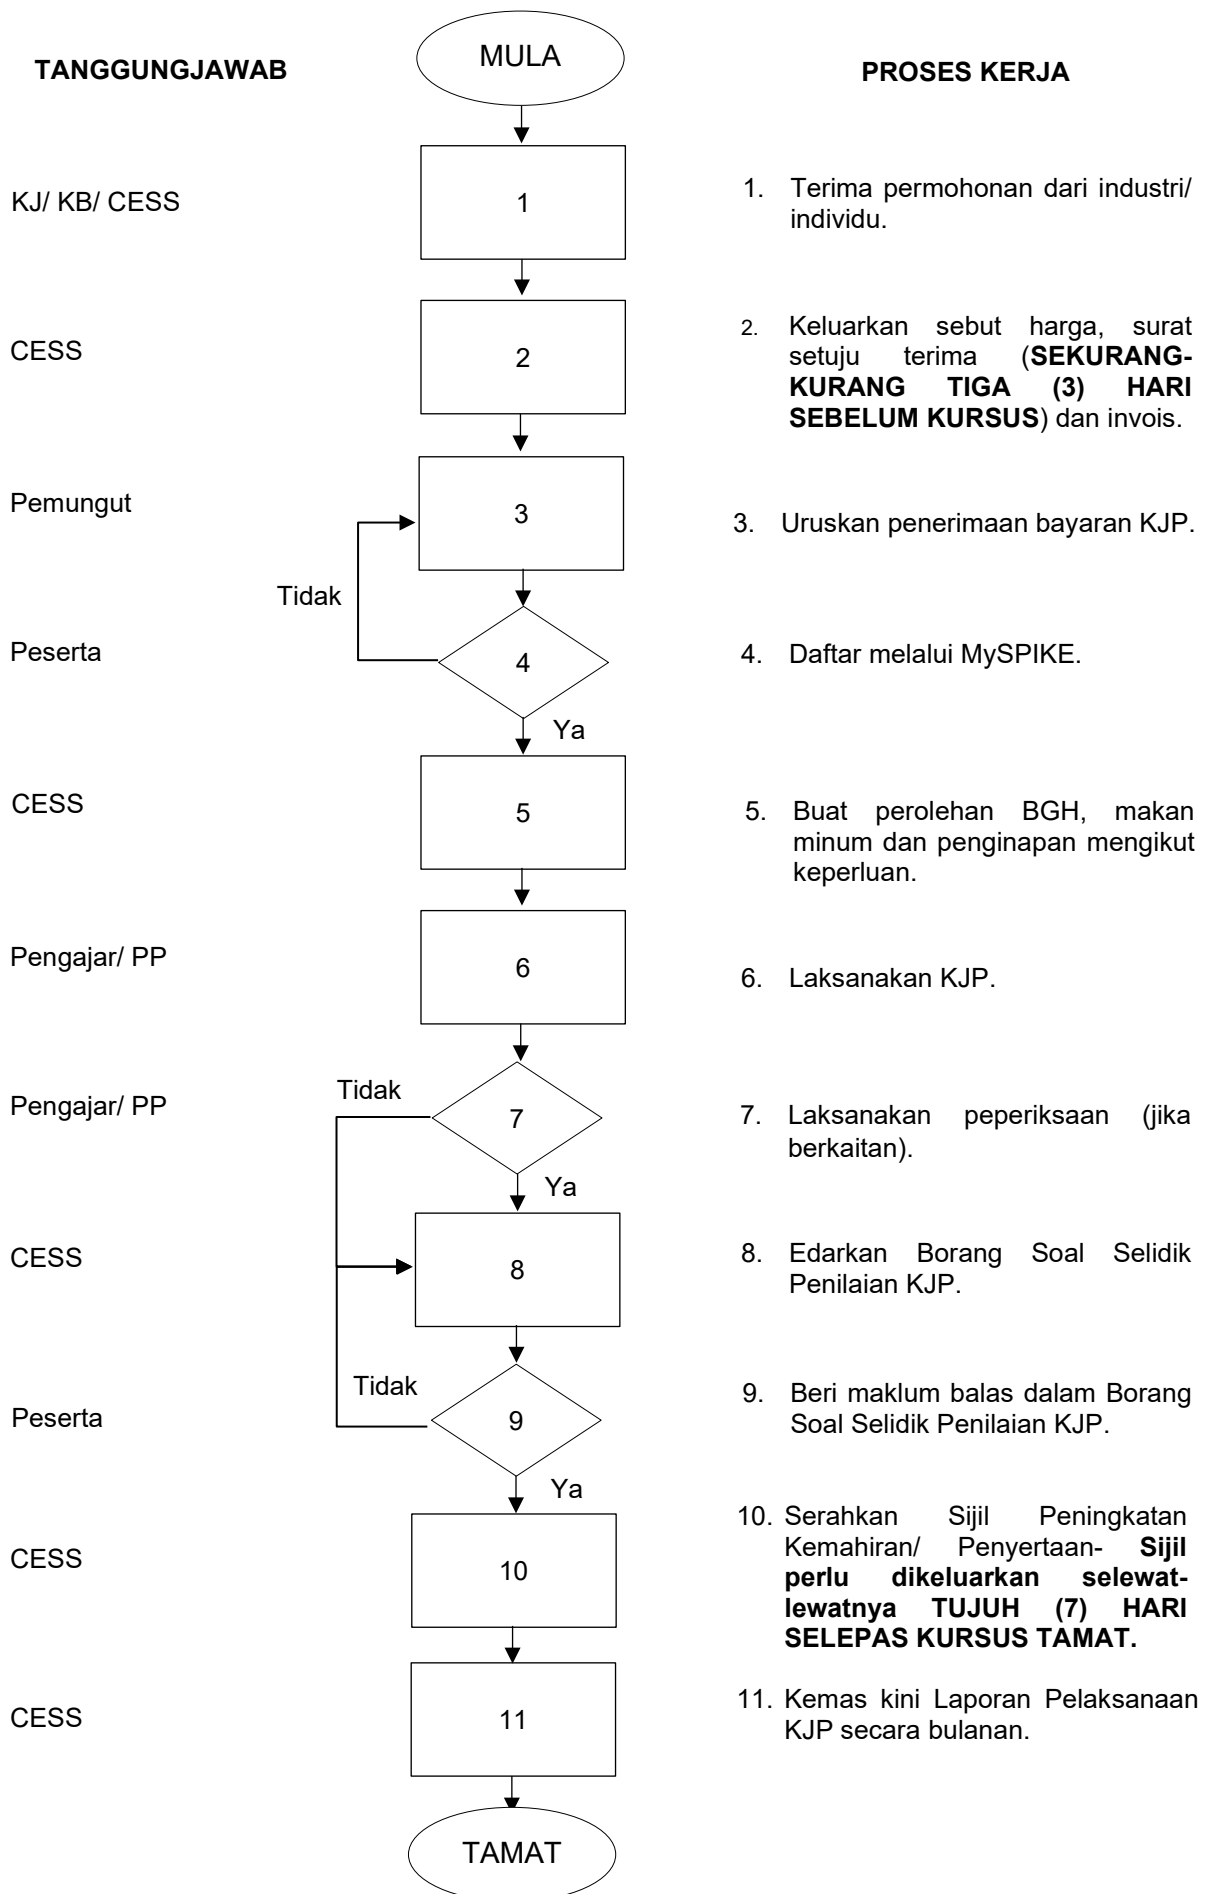 MULA
TANGGUNGJAWAB
PROSES KERJA
KJ/ KB/ CESS
1
1. Terima permohonan dari industri/
individu.
CESS
2
2. Keluarkan sebut harga, surat
setuju terima (SEKURANG-
KURANG TIGA (3) HARI
SEBELUM KURSUS) dan invois.
Pemungut
3
3. Uruskan penerimaan bayaran KJP.
Tidak
Peserta
4
4. Daftar melalui MySPIKE.
Ya
CESS
5
5. Buat perolehan BGH, makan
minum dan penginapan mengikut
keperluan.
Pengajar/ PP
6
6. Laksanakan KJP.
Tidak
Pengajar/ PP
7
7. Laksanakan peperiksaan (jika
berkaitan).
Ya
CESS
8
8. Edarkan Borang Soal Selidik
Penilaian KJP.
Tidak
Peserta
9
9. Beri maklum balas dalam Borang
Soal Selidik Penilaian KJP.
Ya
CESS
10
10. Serahkan Sijil Peningkatan
Kemahiran/ Penyertaan- Sijil
perlu dikeluarkan selewat-
lewatnya TUJUH (7) HARI
SELEPAS KURSUS TAMAT.
CESS
11
11. Kemas kini Laporan Pelaksanaan
KJP secara bulanan.
TAMAT